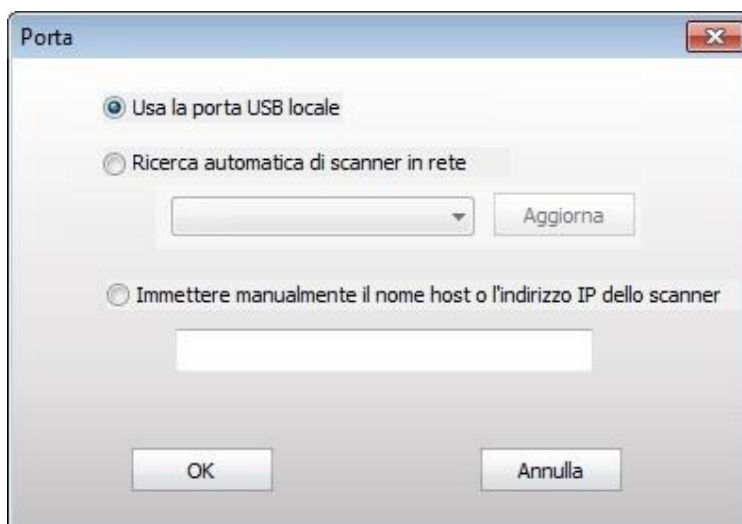 Porta
Usa la porta USB locale
Ricerca automatica di scanner in rete
Aggiorna
Immettere manualmente il nome host o l'indirizzo IP dello scanner
OK
Annulla